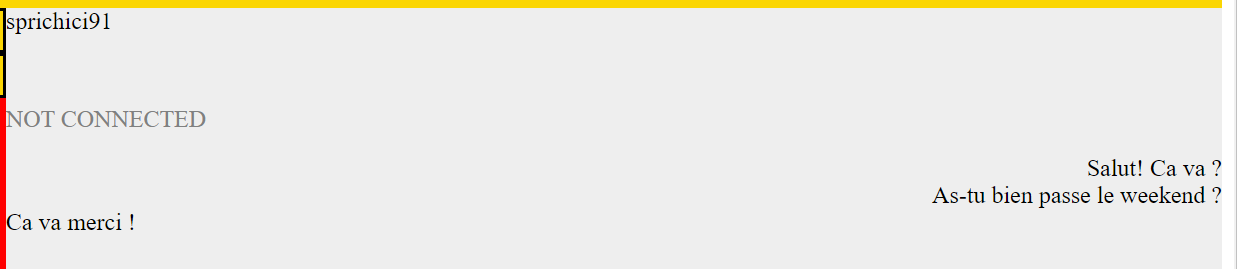 sprichici91
NOT CONNECTED
Salut! Ca va ?
As-tu bien passe le weekend ?
Ca va merci !